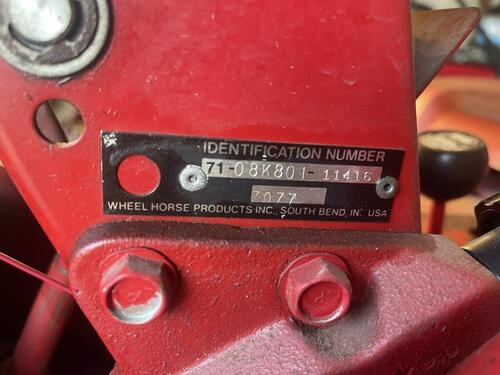 IDENTIFICATION NUMBER
71-08K801-11416
7077
WHEEL HORSE PRODUCTS INC., SOUTH BEND, IN. USA